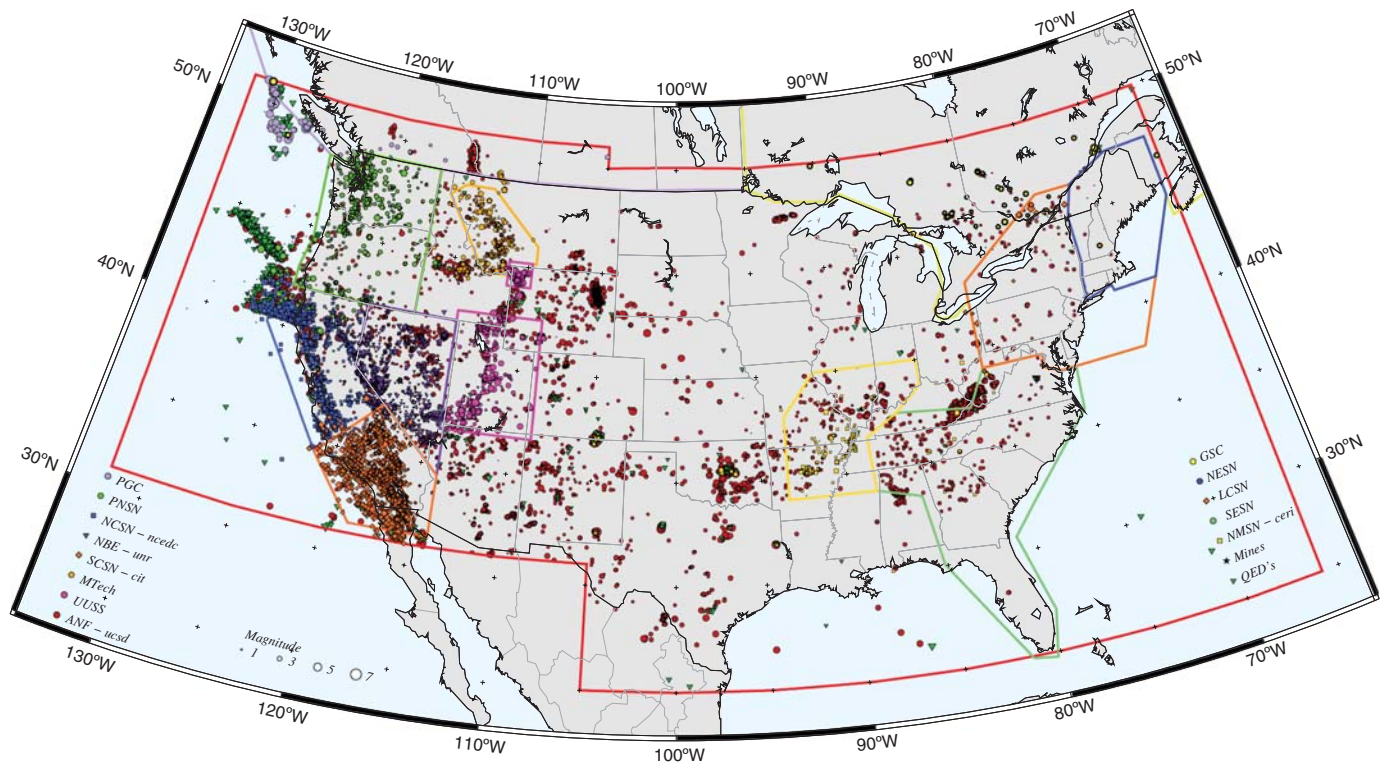 130°W
120°W
110°W
100°W
90°W
80°W
70°W
50°N
50°N
40°N
40°N
30°N
30°N
PGC
PNSN
NCSN – ncedc
NBE – unr
SCSN – cit
MTech
UUSS
ANF – ucsd
Magnitude
1 3 5 7
GSC
NESN
LCSN
SESN
NMSN – ceri
Mines
QED's
130°W
120°W
110°W
100°W
90°W
80°W
70°W